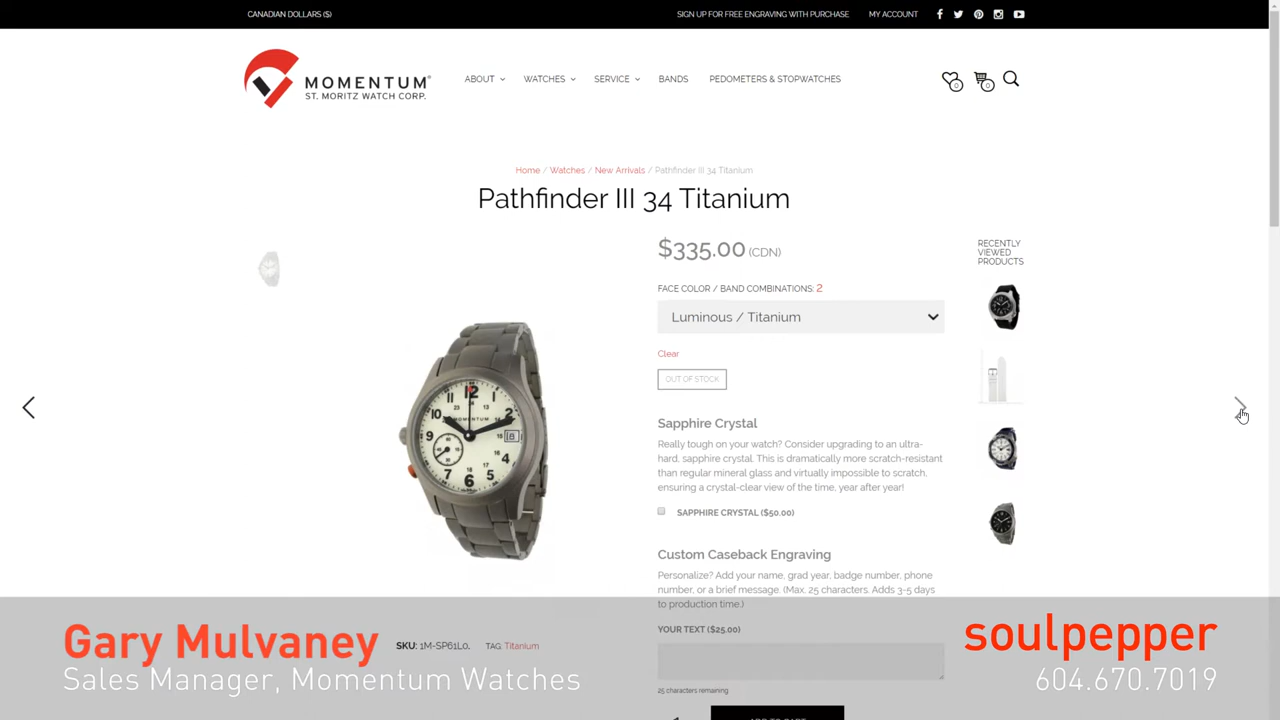 CANADIAN DOLLARS ($)
SIGN UP FOR FREE ENGRAVING WITH PURCHASE
MY ACCOUNT
MOMENTUM®
ST. MORITZ WATCH CORP.
ABOUT
WATCHES
SERVICE
BANDS
PEDOMETERS & STOPWATCHES
0
0
Home / Watches / New Arrivals / Pathfinder III 34 Titanium
Pathfinder III 34 Titanium
$335.00 (CDN)
FACE COLOR / BAND COMBINATIONS: 2
Luminous / Titanium
Clear
OUT OF STOCK
RECENTLY
VIEWED
PRODUCTS
MOMENTUM
Sapphire Crystal
Really tough on your watch? Consider upgrading to an ultra-
hard, sapphire crystal. This is dramatically more scratch-resistant
than regular mineral glass and virtually impossible to scratch,
ensuring a crystal-clear view of the time, year after year!
SAPPHIRE CRYSTAL ($50.00)
Custom Caseback Engraving
Personalize? Add your name, grad year, badge number, phone
number, or a brief message. (Max. 25 characters. Adds 3-5 days
to production time.)
YOUR TEXT ($25.00)
25 characters remaining
ADD TO CART
SKU: 1M-SP61L0. TAG: Titanium
Gary Mulvaney
Sales Manager, Momentum Watches
soulpepper
604.670.7019